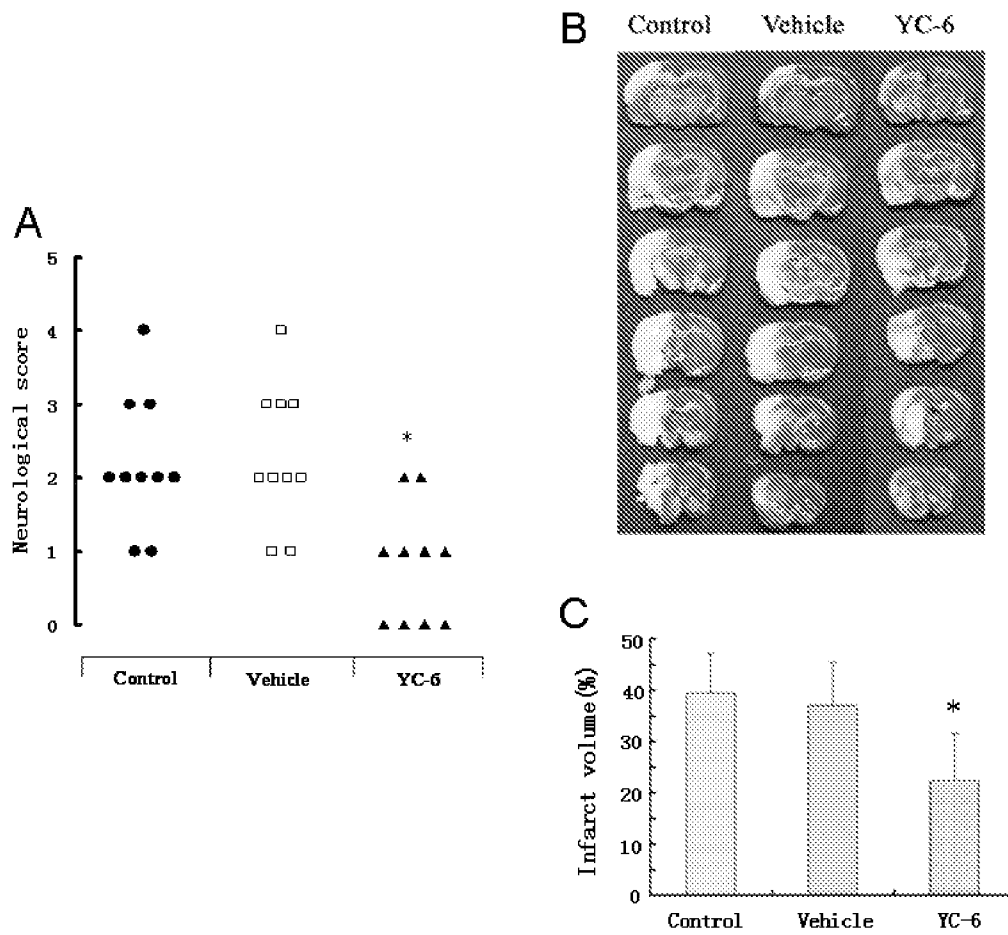 A
Neurological score
5
4
3
2
1
0
*
Control Vehicle YC-6
B
Control Vehicle YC-6
C
Infarct volume(%)
50
40
30
20
10
0
*
Control Vehicle YC-6